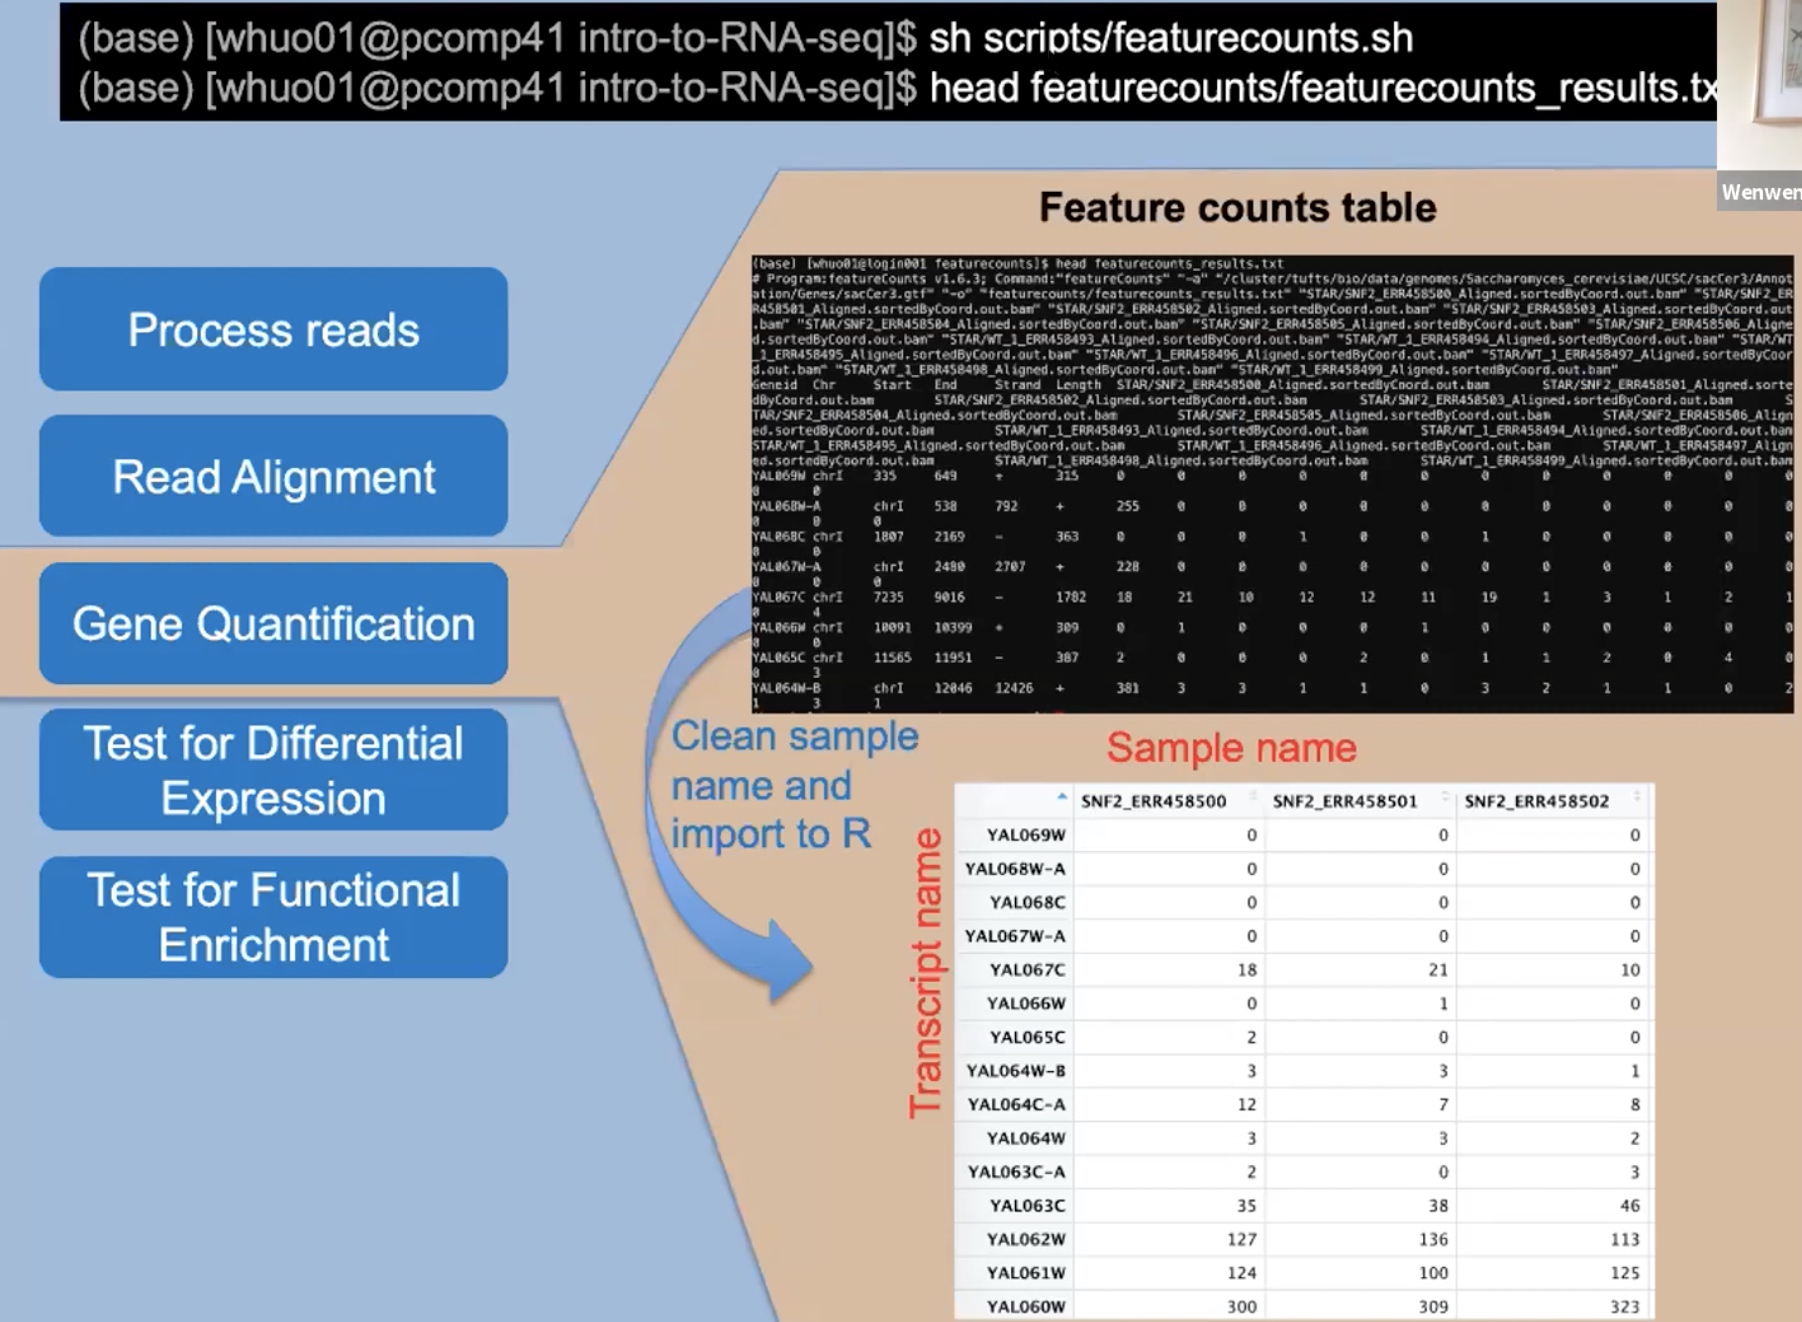 (base) [whuo01@pcomp41 intro-to-RNA-seq]$ sh scripts/featurecounts.sh
(base) [whuo01@pcomp41 intro-to-RNA-seq]$ head featurecounts/featurecounts_results.tx
Wenwen
Process reads
Read Alignment
Gene Quantification
Test for Differential
Expression
Test for Functional
Enrichment
Feature counts table
(base) [whuo01@login001 featurecounts]$ head featurecounts_results.txt
# Program:featureCounts v1.6.3; Command:"featureCounts" "-a" "/cluster/tufts/bio/data/genomes/Saccharomyces_cerevisiae/UCSC/sacCer3/Annot
ation/Genes/sacCer3.gtf" "-o" "featurecounts/featurecounts_results.txt" "STAR/SNF2_ERR458500_Aligned.sortedByCoord.out.bam" "STAR/SNF2_ER
R458501_Aligned.sortedByCoord.out.bam" "STAR/SNF2_ERR458502_Aligned.sortedByCoord.out.bam" "STAR/SNF2_ERR458503_Aligned.sortedByCoord.out
.bam" "STAR/SNF2_ERR458504_Aligned.sortedByCoord.out.bam" "STAR/SNF2_ERR458505_Aligned.sortedByCoord.out.bam" "STAR/SNF2_ERR458506_Aligne
d.sortedByCoord.out.bam" "STAR/WT_1_ERR458493_Aligned.sortedByCoord.out.bam" "STAR/WT_1_ERR458494_Aligned.sortedByCoord.out.bam" "STAR/WT
_1_ERR458495_Aligned.sortedByCoord.out.bam" "STAR/WT_1_ERR458496_Aligned.sortedByCoord.out.bam" "STAR/WT_1_ERR458497_Aligned.sortedByCoor
d.out.bam" "STAR/WT_1_ERR458498_Aligned.sortedByCoord.out.bam" "STAR/WT_1_ERR458499_Aligned.sortedByCoord.out.bam"
Geneid Chr Start End Strand Length STAR/SNF2_ERR458500_Aligned.sortedByCoord.out.bam STAR/SNF2_ERR458501_Aligned.sorte
dByCoord.out.bam STAR/SNF2_ERR458502_Aligned.sortedByCoord.out.bam STAR/SNF2_ERR458503_Aligned.sortedByCoord.out.bam S
TAR/SNF2_ERR458504_Aligned.sortedByCoord.out.bam STAR/SNF2_ERR458505_Aligned.sortedByCoord.out.bam STAR/SNF2_ERR458506_Align
ed.sortedByCoord.out.bam STAR/WT_1_ERR458493_Aligned.sortedByCoord.out.bam STAR/WT_1_ERR458494_Aligned.sortedByCoord.out.bam
STAR/WT_1_ERR458495_Aligned.sortedByCoord.out.bam STAR/WT_1_ERR458496_Aligned.sortedByCoord.out.bam STAR/WT_1_ERR458497_Align
ed.sortedByCoord.out.bam STAR/WT_1_ERR458498_Aligned.sortedByCoord.out.bam STAR/WT_1_ERR458499_Aligned.sortedByCoord.out.bam
YAL069W chrI 335 649 + 315 0 0 0 0 0 0 0 0 0 0 0 0
0 0
YAL068W-A chrI 538 792 + 255 0 0 0 0 0 0 0 0 0 0 0
0 0 0
YAL068C chrI 1807 2169 - 363 0 0 0 1 0 0 1 0 0 0 0 0
0 0
YAL067W-A chrI 2480 2707 + 228 0 0 0 0 0 0 0 0 0 0 0
0 0 0
YAL067C chrI 7235 9016 - 1782 18 21 10 12 12 11 19 1 3 1 2 1
0 4
YAL066W chrI 10091 10399 + 309 0 1 0 0 0 1 0 0 0 0 0 0
0 0
YAL065C chrI 11565 11951 - 387 2 0 0 0 2 0 1 1 2 0 4 0
0 3
YAL064W-B chrI 12046 12426 + 381 3 3 1 1 0 3 2 1 1 0 2
1 3 1
Clean sample
name and
import to R
Sample name
Transcript name
SNF2_ERR458500 SNF2_ERR458501 SNF2_ERR458502
YAL069W 0 0 0
YAL068W-A 0 0 0
YAL068C 0 0 0
YAL067W-A 0 0 0
YAL067C 18 21 10
YAL066W 0 1 0
YAL065C 2 0 0
YAL064W-B 3 3 1
YAL064C-A 12 7 8
YAL064W 3 3 2
YAL063C-A 2 0 3
YAL063C 35 38 46
YAL062W 127 136 113
YAL061W 124 100 125
YAL060W 300 309 323